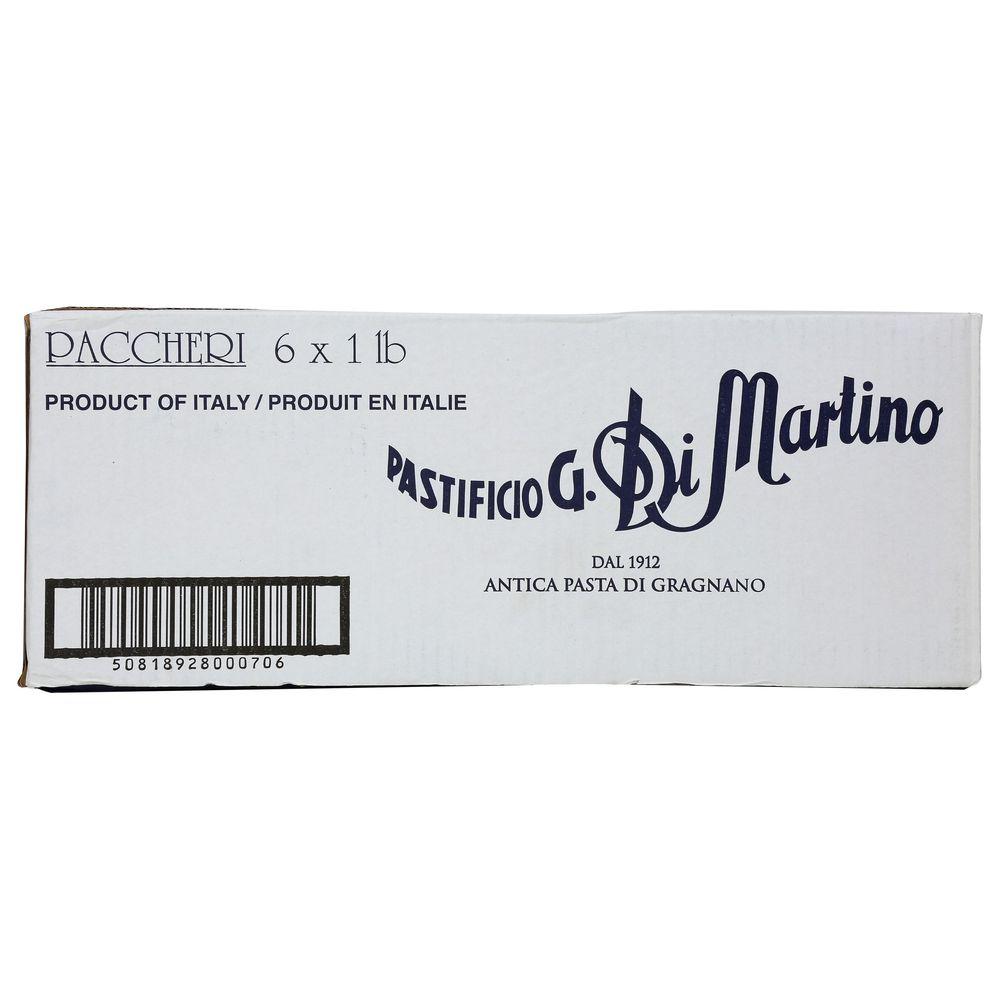 PACCHERI 6 x 1 lb
PRODUCT OF ITALY / PRODUIT EN ITALIE
PASTIFICIO G. Di Martino
DAL 1912
ANTICA PASTA DI GRAGNANO
50818928000706